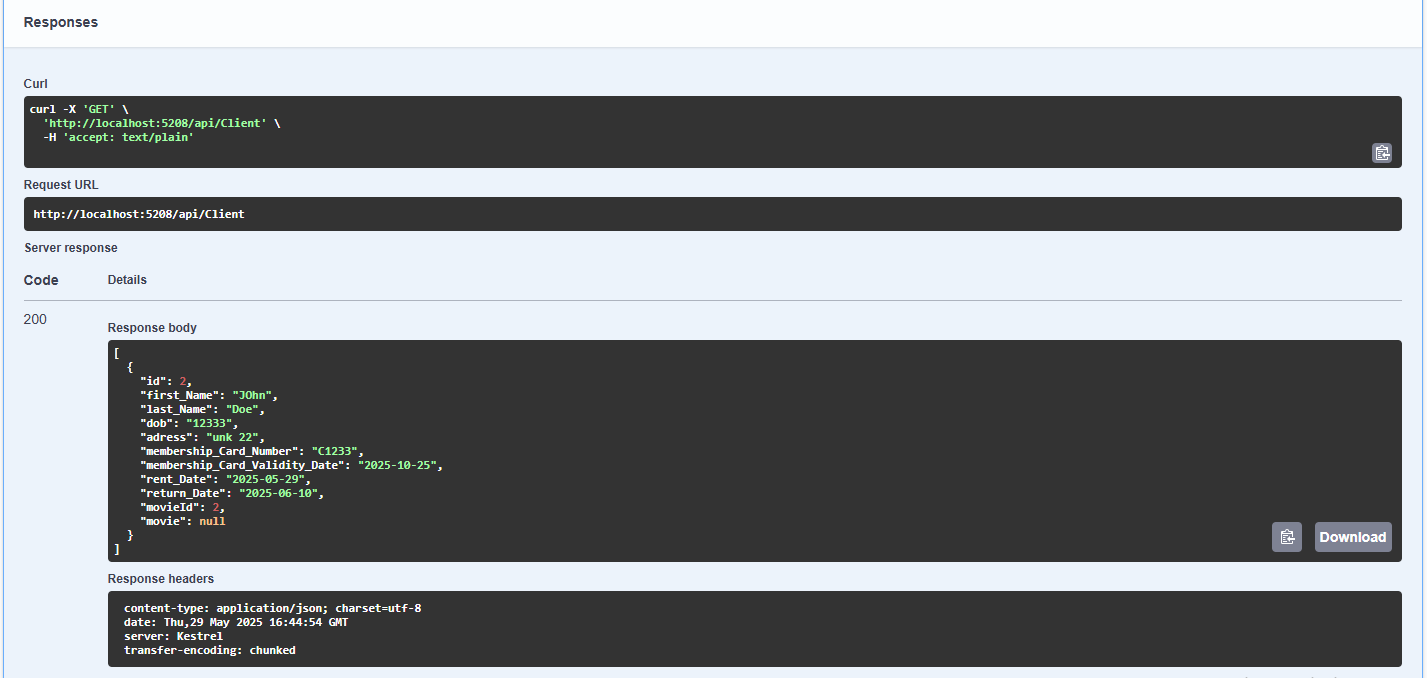 Responses
Curl
curl -X 'GET' \
  'http://localhost:5208/api/Client' \
  -H 'accept: text/plain'
Request URL
http://localhost:5208/api/Client
Server response
Code Details
200
Response body
[
  {
    "id": 2,
    "first_Name": "JOhn",
    "last_Name": "Doe",
    "dob": "12333",
    "adress": "unk 22",
    "membership_Card_Number": "C1233",
    "membership_Card_Validity_Date": "2025-10-25",
    "rent_Date": "2025-05-29",
    "return_Date": "2025-06-10",
    "movieId": 2,
    "movie": null
  }
]
Download
Response headers
content-type: application/json; charset=utf-8
date: Thu,29 May 2025 16:44:54 GMT
server: Kestrel
transfer-encoding: chunked